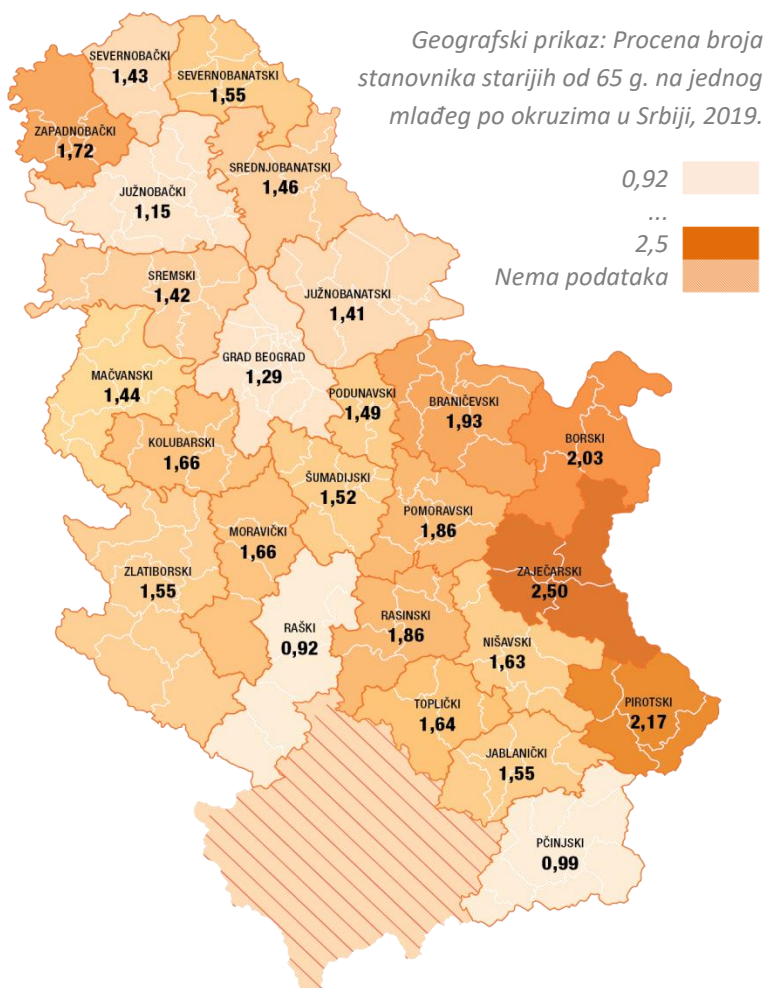 Geografski prikaz: Procena broja
stanovnika starijih od 65 g. na jednog
mlađeg po okruzima u Srbiji, 2019.
0,92
...
2,5
Nema podataka
SEVERNOBAČKI
1,43
SEVERNOBANATSKI
1,55
ZAPADNOBAČKI
1,72
SREDNJOBANATSKI
1,46
JUŽNOBAČKI
1,15
SREMSKI
1,42
JUŽNOBANATSKI
1,41
GRAD BEOGRAD
1,29
MAČVANSKI
1,44
PODUNAVSKI
1,49
BRANIČEVSKI
1,93
BORSKI
2,03
KOLUBARSKI
1,66
ŠUMADIJSKI
1,52
POMORAVSKI
1,86
MORAVIČKI
1,66
ZLATIBORSKI
1,55
ZAJEČARSKI
2,50
RAŠKI
0,92
RASINSKI
1,86
NIŠAVSKI
1,63
TOPLIČKI
1,64
PIROTSKI
2,17
JABLANIČKI
1,55
PČINJSKI
0,99